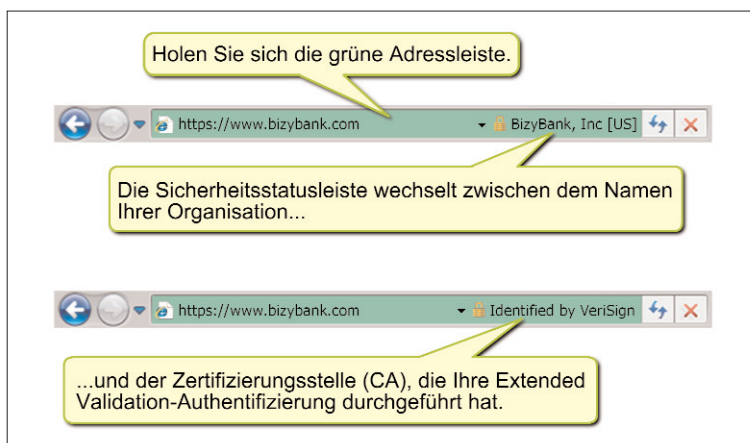 Holen Sie sich die grüne Adressleiste.
https://www.bizybank.com BizyBank, Inc [US]
Die Sicherheitsstatusleiste wechselt zwischen dem Namen
Ihrer Organisation...
https://www.bizybank.com Identified by VeriSign
...und der Zertifizierungsstelle (CA), die Ihre Extended
Validation-Authentifizierung durchgeführt hat.